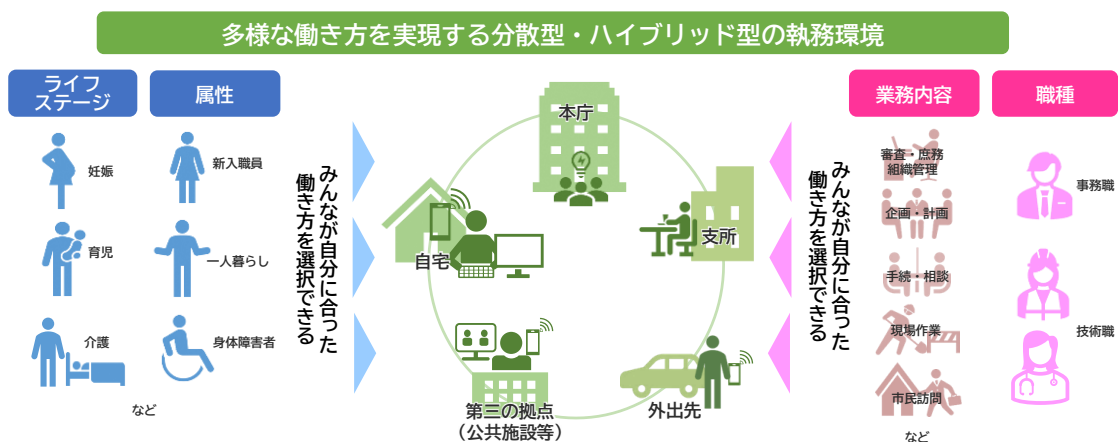 多様な働き方を実現する分散型・ハイブリッド型の執務環境
ライフ
ステージ
属性
妊娠
育児
介護
新入職員
一人暮らし
身体障害者
など
みんなが自分に合った
働き方を選択できる
本庁
自宅
支所
第三の拠点
（公共施設等）
外出先
みんなが自分に合った
働き方を選択できる
業務内容
職種
審査・庶務
組織管理
企画・計画
手続・相談
現場作業
市民訪問
など
事務職
技術職